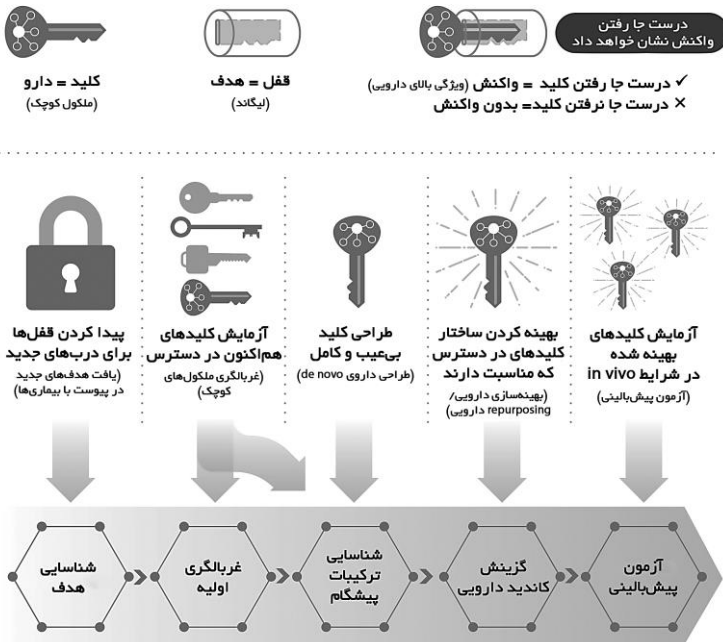 کلید = دارو
(ملکول کوچک)
قفل = هدف
(لیگاند)
درست جا رفتن
واکنش نشان خواهد داد
✓ درست جا رفتن کلید = واکنش (ویژگی بالای دارویی)
✕ درست جا نرفتن کلید= بدون واکنش
پیدا کردن قفل‌ها
برای درب‌های جدید
(یافت هدف‌های جدید
در پیوست با بیماری‌ها)
آزمایش کلیدهای
هم‌اکنون در دسترس
(غربالگری ملکول‌های
کوچک)
طراحی کلید
بی‌عیب و کامل
(طراحی داروی de novo)
بهینه کردن ساختار
کلیدهای در دسترس
که مناسبت دارند
(بهینه‌سازی دارویی/
repurposing دارویی)
آزمایش کلیدهای
بهینه شده
در شرایط in vivo
(آزمون پیش‌بالینی)
شناسایی
هدف
غربالگری
اولیه
شناسایی
ترکیبات
پیشگام
گزینش
کاندید دارویی
آزمون
پیش‌بالینی